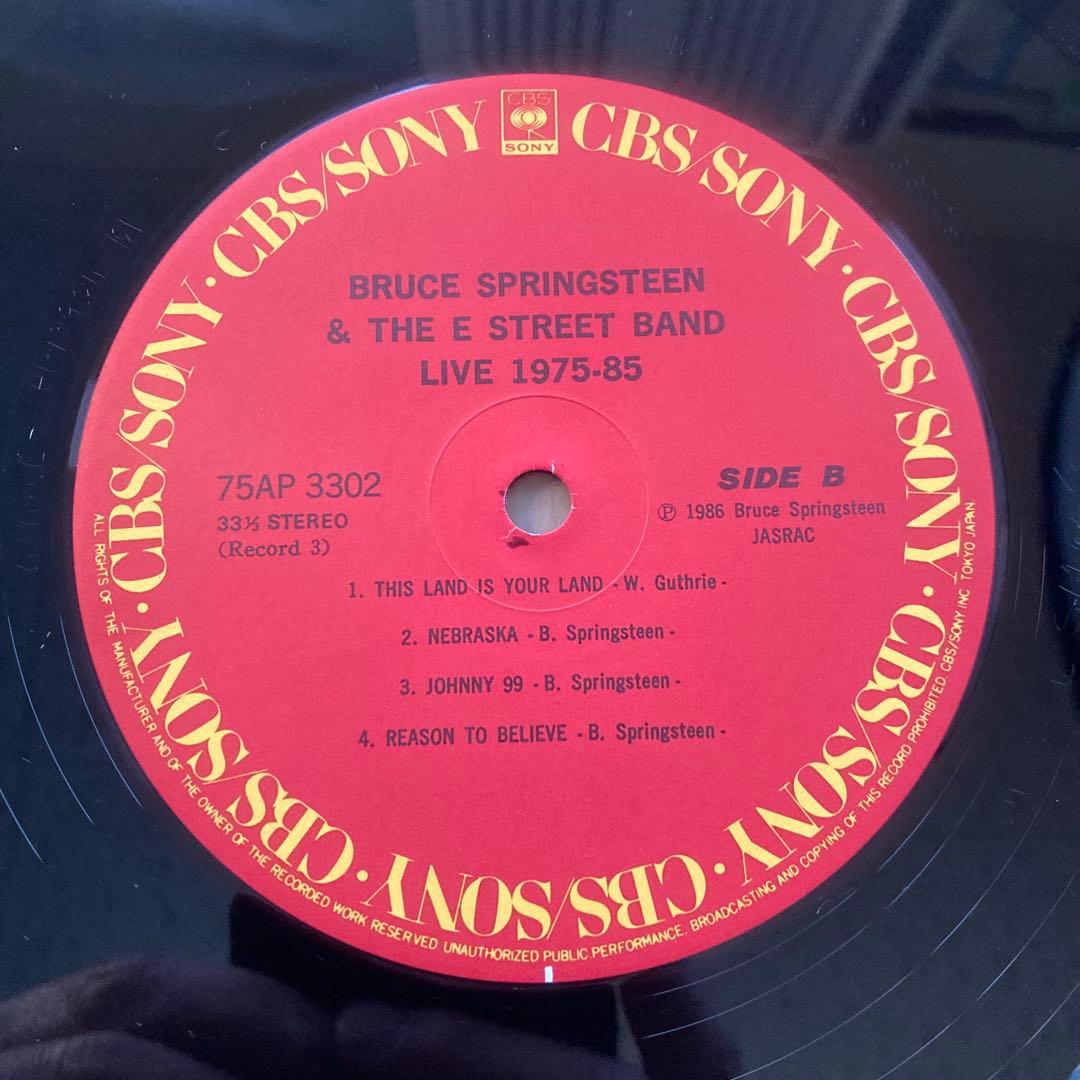 CBS
SONY
CBS/SONY · CBS/SONY · CBS/SONY · CBS/SONY · CBS/SONY · CBS/SONY · CBS/SONY · CBS/SONY
BRUCE SPRINGSTEEN
& THE E STREET BAND
LIVE 1975-85
75AP 3302
33⅓ STEREO
(Record 3)
SIDE B
Ⓟ 1986 Bruce Springsteen
JASRAC
1. THIS LAND IS YOUR LAND - W. Guthrie -
2. NEBRASKA - B. Springsteen -
3. JOHNNY 99 - B. Springsteen -
4. REASON TO BELIEVE - B. Springsteen -
ALL RIGHTS OF THE MANUFACTURER AND OF THE OWNER OF THE RECORDED WORK RESERVED. UNAUTHORIZED PUBLIC PERFORMANCE. BROADCASTING AND COPYING OF THIS RECORD PROHIBITED CBS/SONY INC TOKYO JAPAN